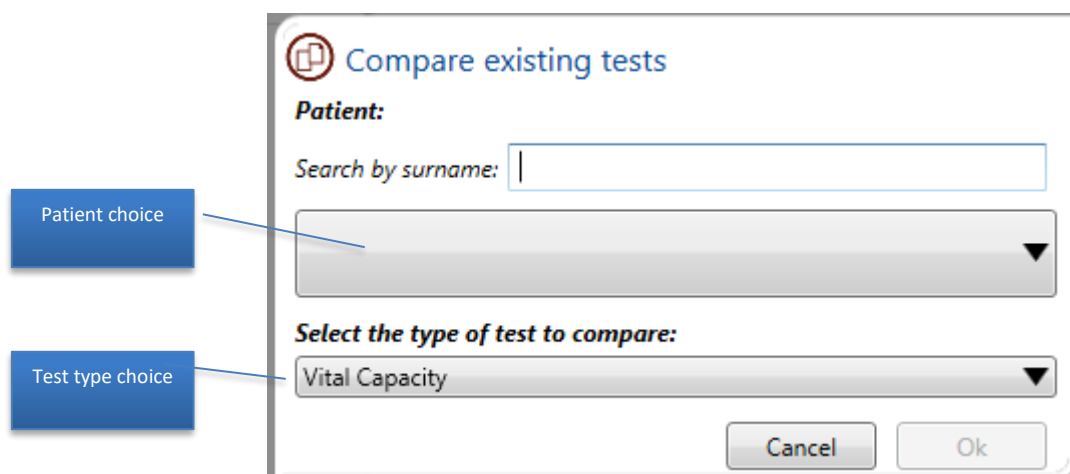 Compare existing tests
Patient:
Search by surname:
Patient choice
Select the type of test to compare:
Test type choice
Vital Capacity
Cancel
Ok